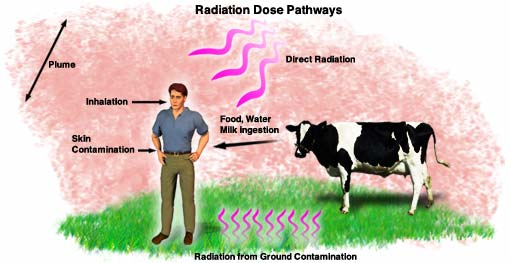 Radiation Dose Pathways
Plume
Direct Radiation
Inhalation
Food, Water
Milk ingestion
Skin
Contamination
Radiation from Ground Contamination